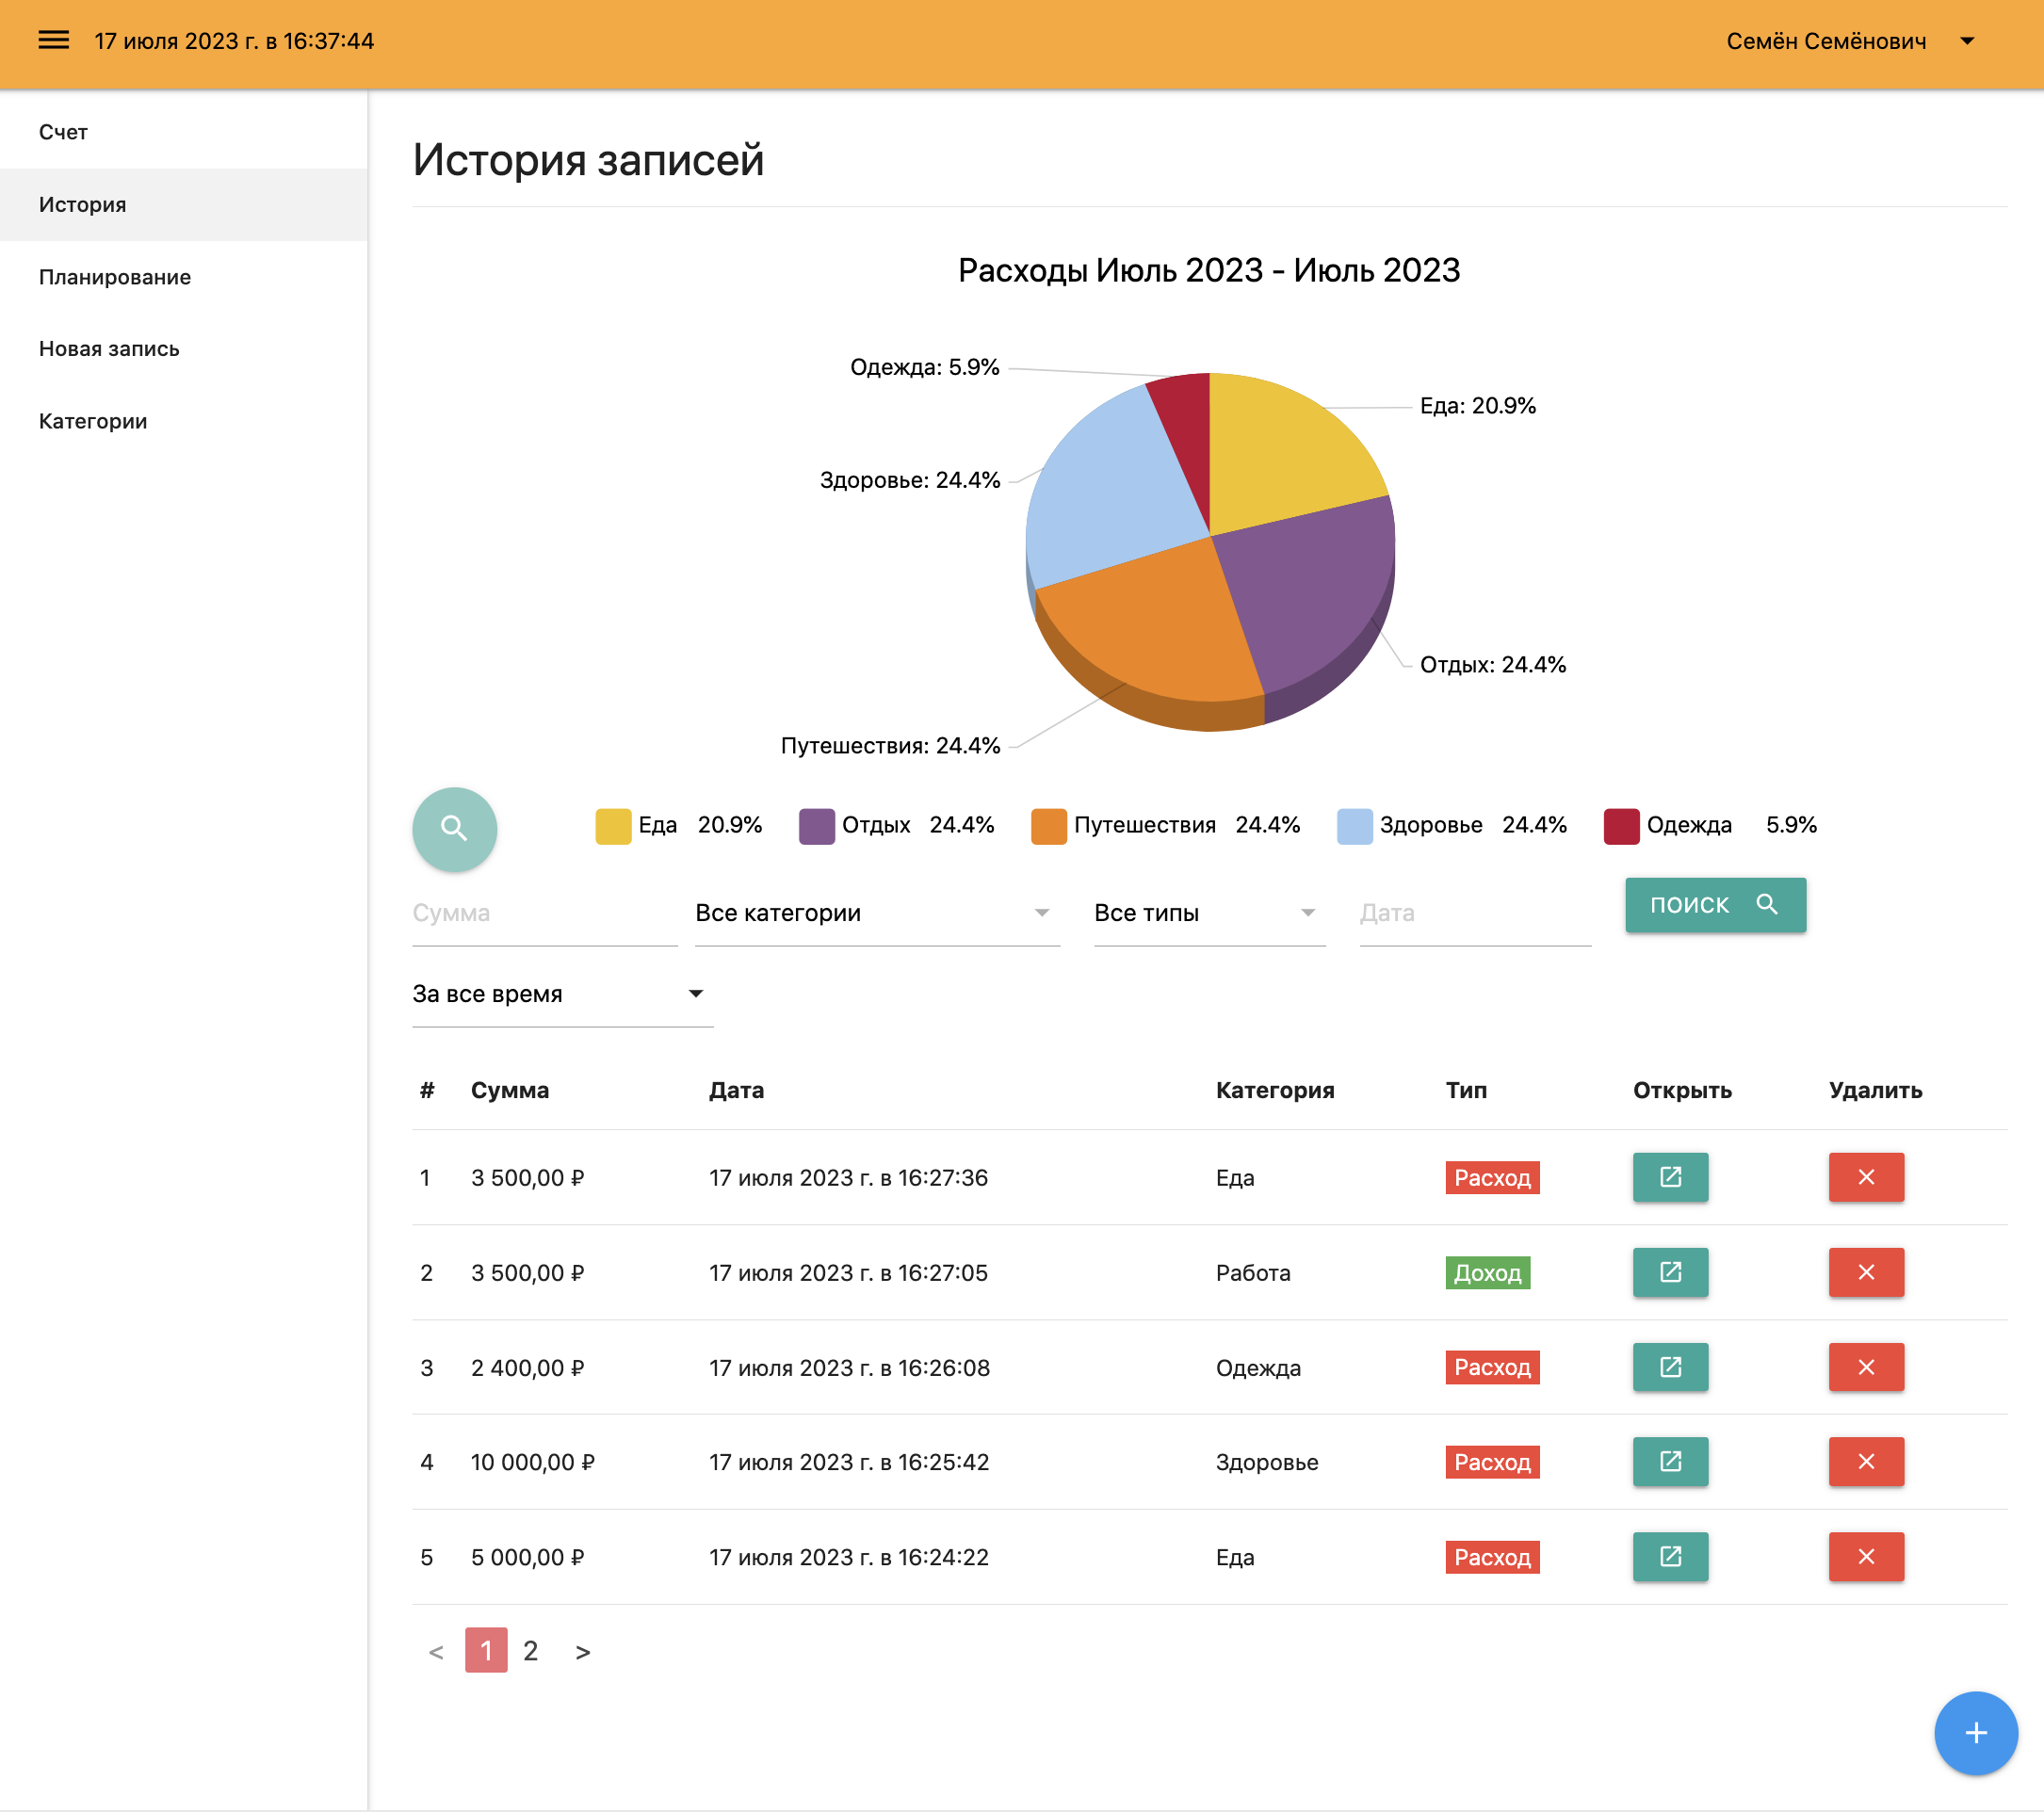 17 июля 2023 г. в 16:37:44
Семён Семёнович
Счет
История
Планирование
Новая запись
Категории
История записей
Расходы Июль 2023 - Июль 2023
Одежда: 5.9%
Еда: 20.9%
Здоровье: 24.4%
Отдых: 24.4%
Путешествия: 24.4%
Еда 20.9% Отдых 24.4% Путешествия 24.4% Здоровье 24.4% Одежда 5.9%
Сумма Все категории Все типы Дата ПОИСК
За все время
# Сумма Дата Категория Тип Открыть Удалить
1 3 500,00 ₽ 17 июля 2023 г. в 16:27:36 Еда Расход
2 3 500,00 ₽ 17 июля 2023 г. в 16:27:05 Работа Доход
3 2 400,00 ₽ 17 июля 2023 г. в 16:26:08 Одежда Расход
4 10 000,00 ₽ 17 июля 2023 г. в 16:25:42 Здоровье Расход
5 5 000,00 ₽ 17 июля 2023 г. в 16:24:22 Еда Расход
< 1 2 >